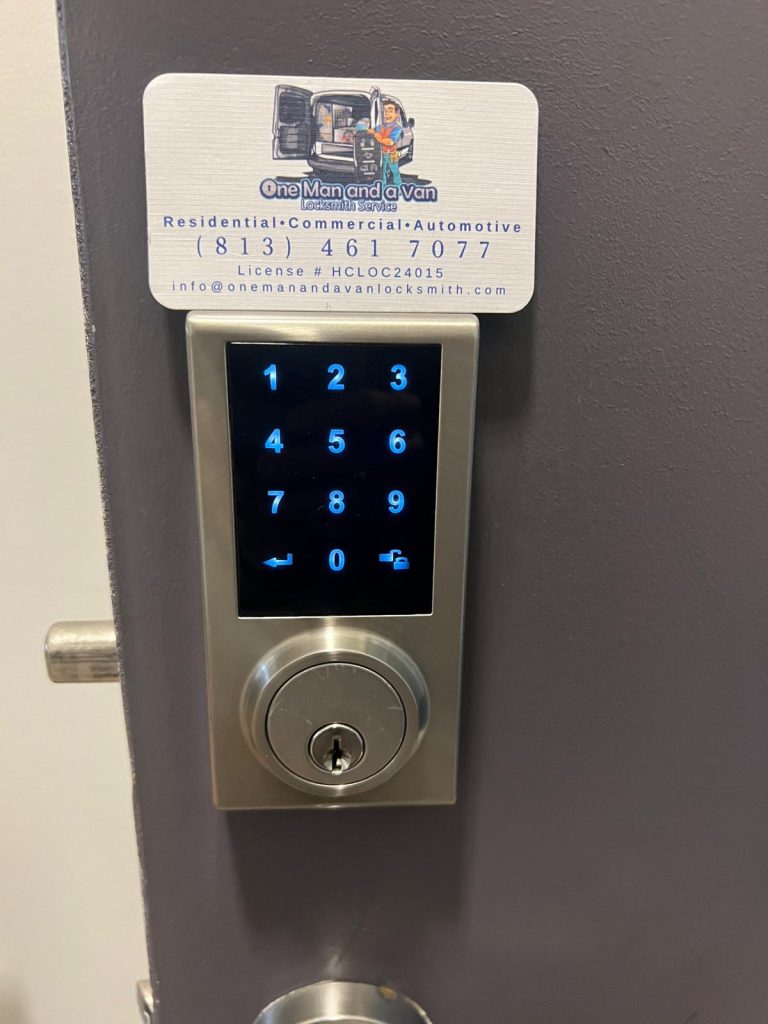 One Man and a Van
Locksmith Service
Residential•Commercial•Automotive
(813) 461 7077
License # HCLOC24015
info@onemanandavanlocksmith.com
1 2 3
4 5 6
7 8 9
0